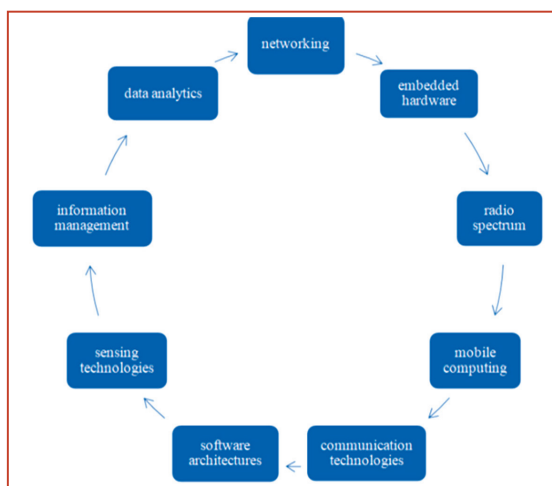 networking
embedded
hardware
radio
spectrum
mobile
computing
communication
technologies
software
architectures
sensing
technologies
information
management
data analytics